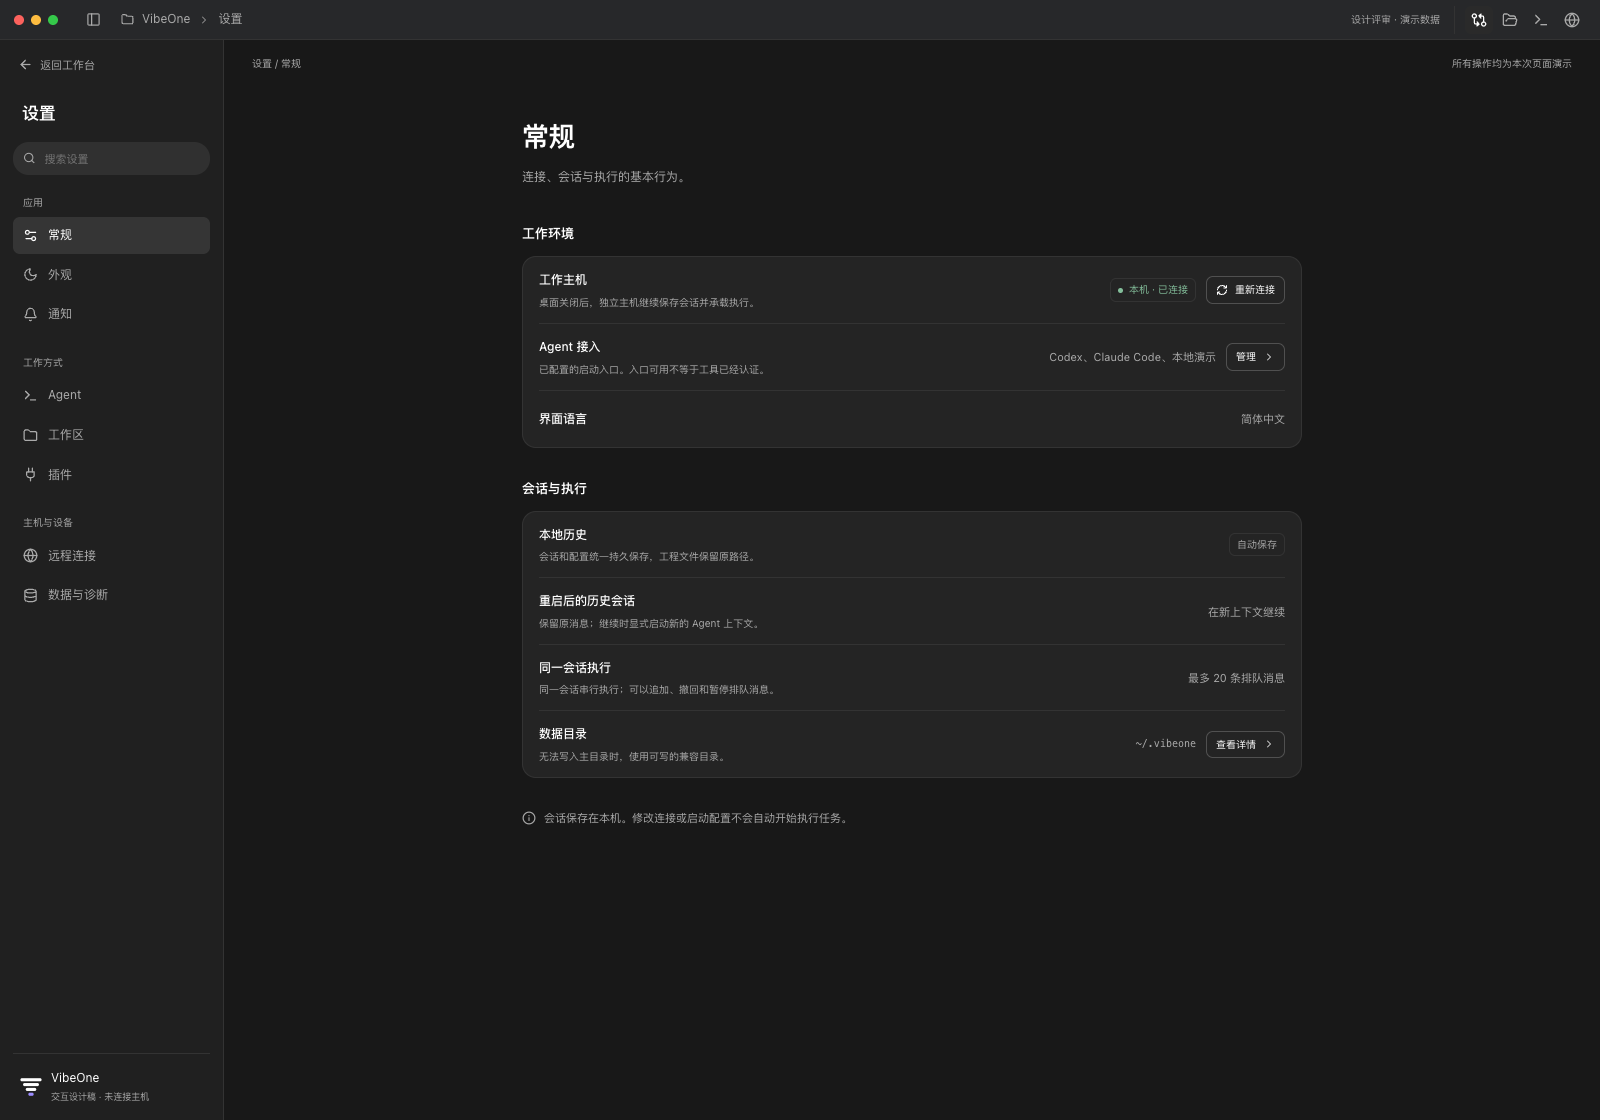 VibeOne
设置
设计评审 · 演示数据
返回工作台
设置
搜索设置
应用
常规
外观
通知
工作方式
Agent
工作区
插件
主机与设备
远程连接
数据与诊断
VibeOne
交互设计稿 · 未连接主机
设置 / 常规
所有操作均为本次页面演示
常规
连接、会话与执行的基本行为。
工作环境
工作主机
桌面关闭后，独立主机继续保存会话并承载执行。
本机 · 已连接
重新连接
Agent 接入
已配置的启动入口。入口可用不等于工具已经认证。
Codex、Claude Code、本地演示
管理
界面语言
简体中文
会话与执行
本地历史
会话和配置统一持久保存，工程文件保留原路径。
自动保存
重启后的历史会话
保留原消息；继续时显式启动新的 Agent 上下文。
在新上下文继续
同一会话执行
同一会话串行执行；可以追加、撤回和暂停排队消息。
最多 20 条排队消息
数据目录
无法写入主目录时，使用可写的兼容目录。
~/.vibeone
查看详情
会话保存在本机。修改连接或启动配置不会自动开始执行任务。